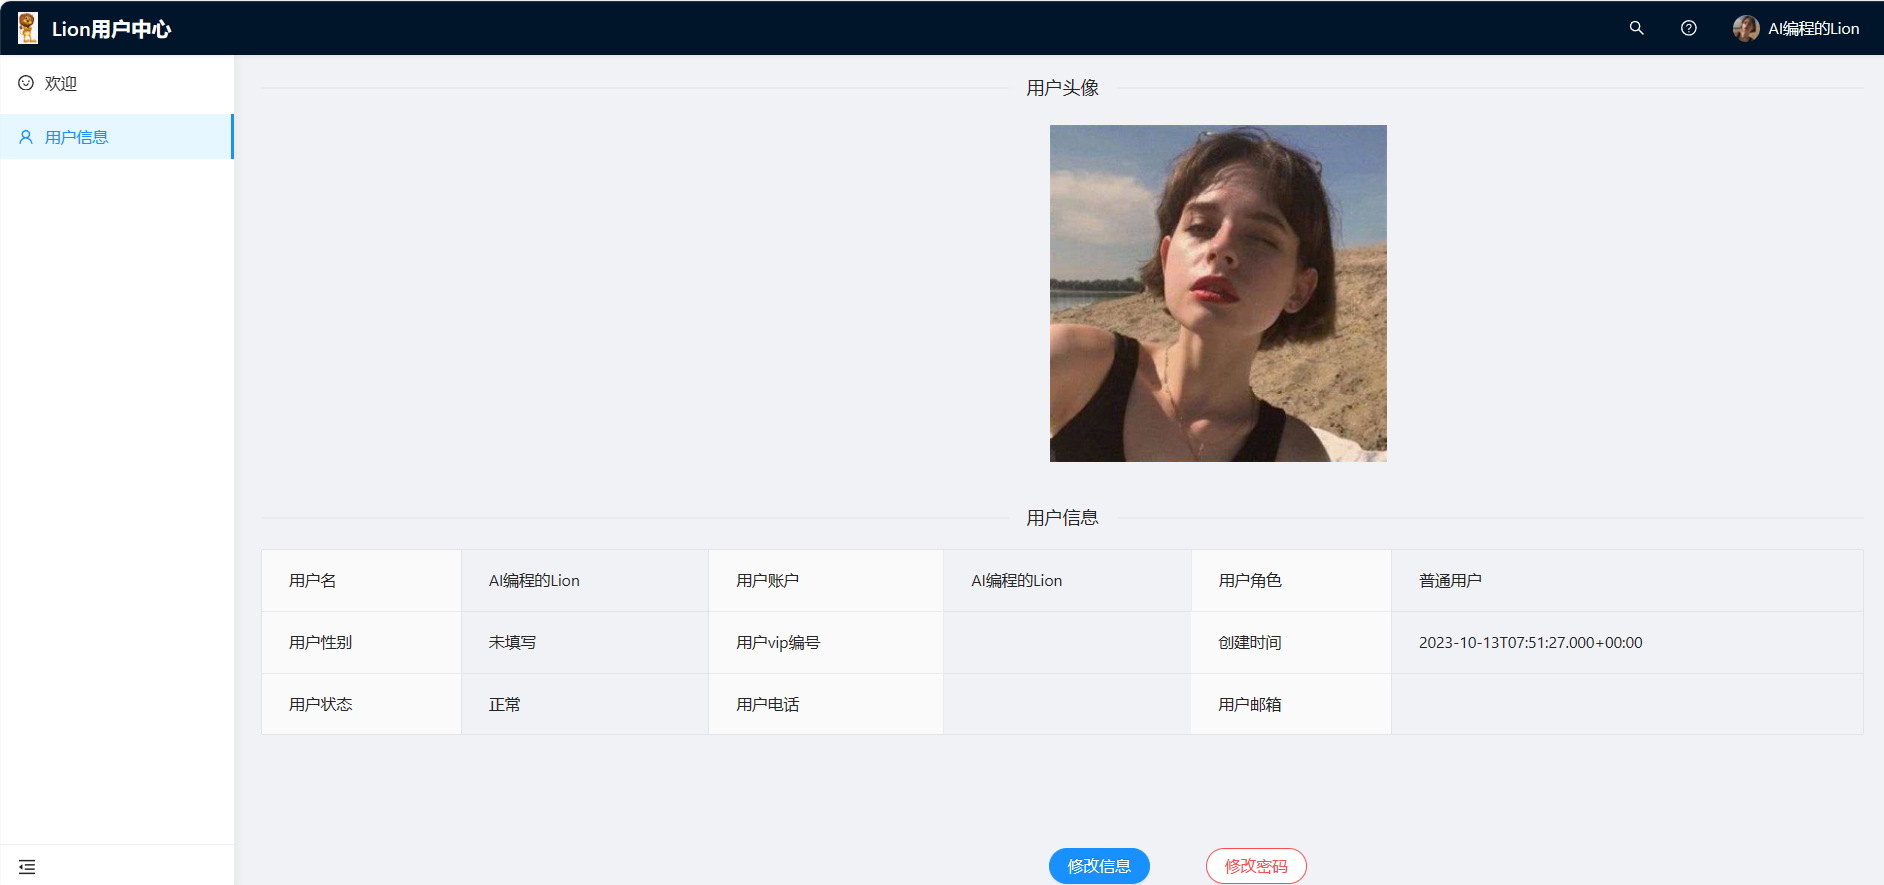 Lion用户中心
AI编程的Lion
欢迎
用户信息
用户头像
用户信息
用户名 AI编程的Lion 用户账户 AI编程的Lion 用户角色 普通用户
用户性别 未填写 用户vip编号 创建时间 2023-10-13T07:51:27.000+00:00
用户状态 正常 用户电话 用户邮箱
修改信息 修改密码